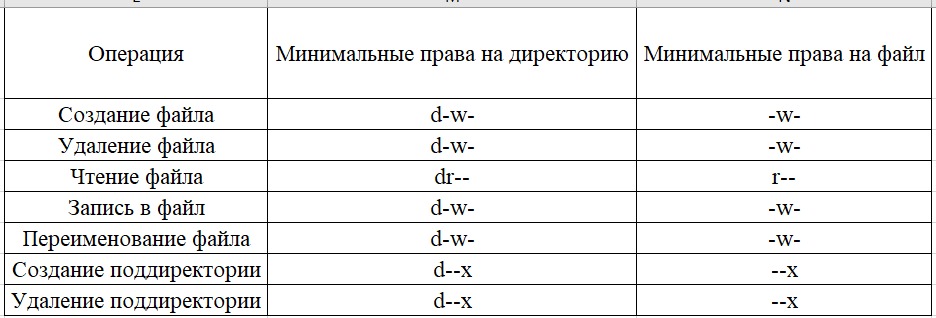 Операция Минимальные права на директорию Минимальные права на файл
Создание файла d-w- -w-
Удаление файла d-w- -w-
Чтение файла dr-- r--
Запись в файл d-w- -w-
Переименование файла d-w- -w-
Создание поддиректории d--x --x
Удаление поддиректории d--x --x